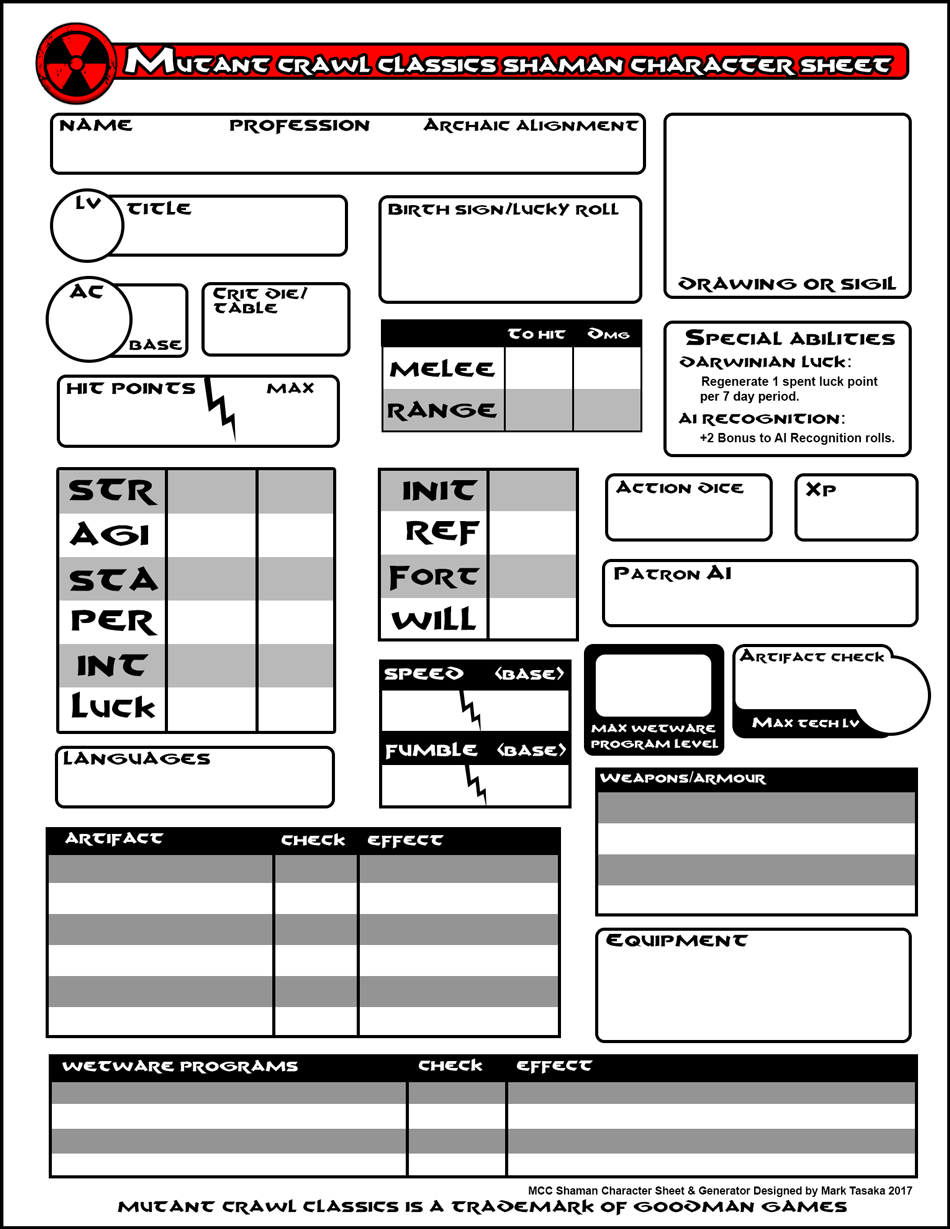 Mutant crawl classics shaman character sheet
Name Profession Archaic alignment
Lv Title
Birth sign/Lucky roll
Drawing or sigil
AC Base
Crit die/
table
To hit Dmg
Melee
Range
Special abilities
Darwinian luck:
Regenerate 1 spent luck point
per 7 day period.
AI recognition:
+2 Bonus to AI Recognition rolls.
Hit points Max
STR
AGI
STA
PER
INT
Luck
INIT
REF
Fort
Will
Action dice
Xp
Patron AI
Speed (Base)
Fumble (Base)
Max wetware
program level
Artifact check
Max tech lv
Languages
Weapons/armour
Artifact Check Effect
Equipment
Wetware programs Check Effect
MCC Shaman Character Sheet & Generator Designed by Mark Tasaka 2017
Mutant Crawl Classics is a trademark of Goodman Games